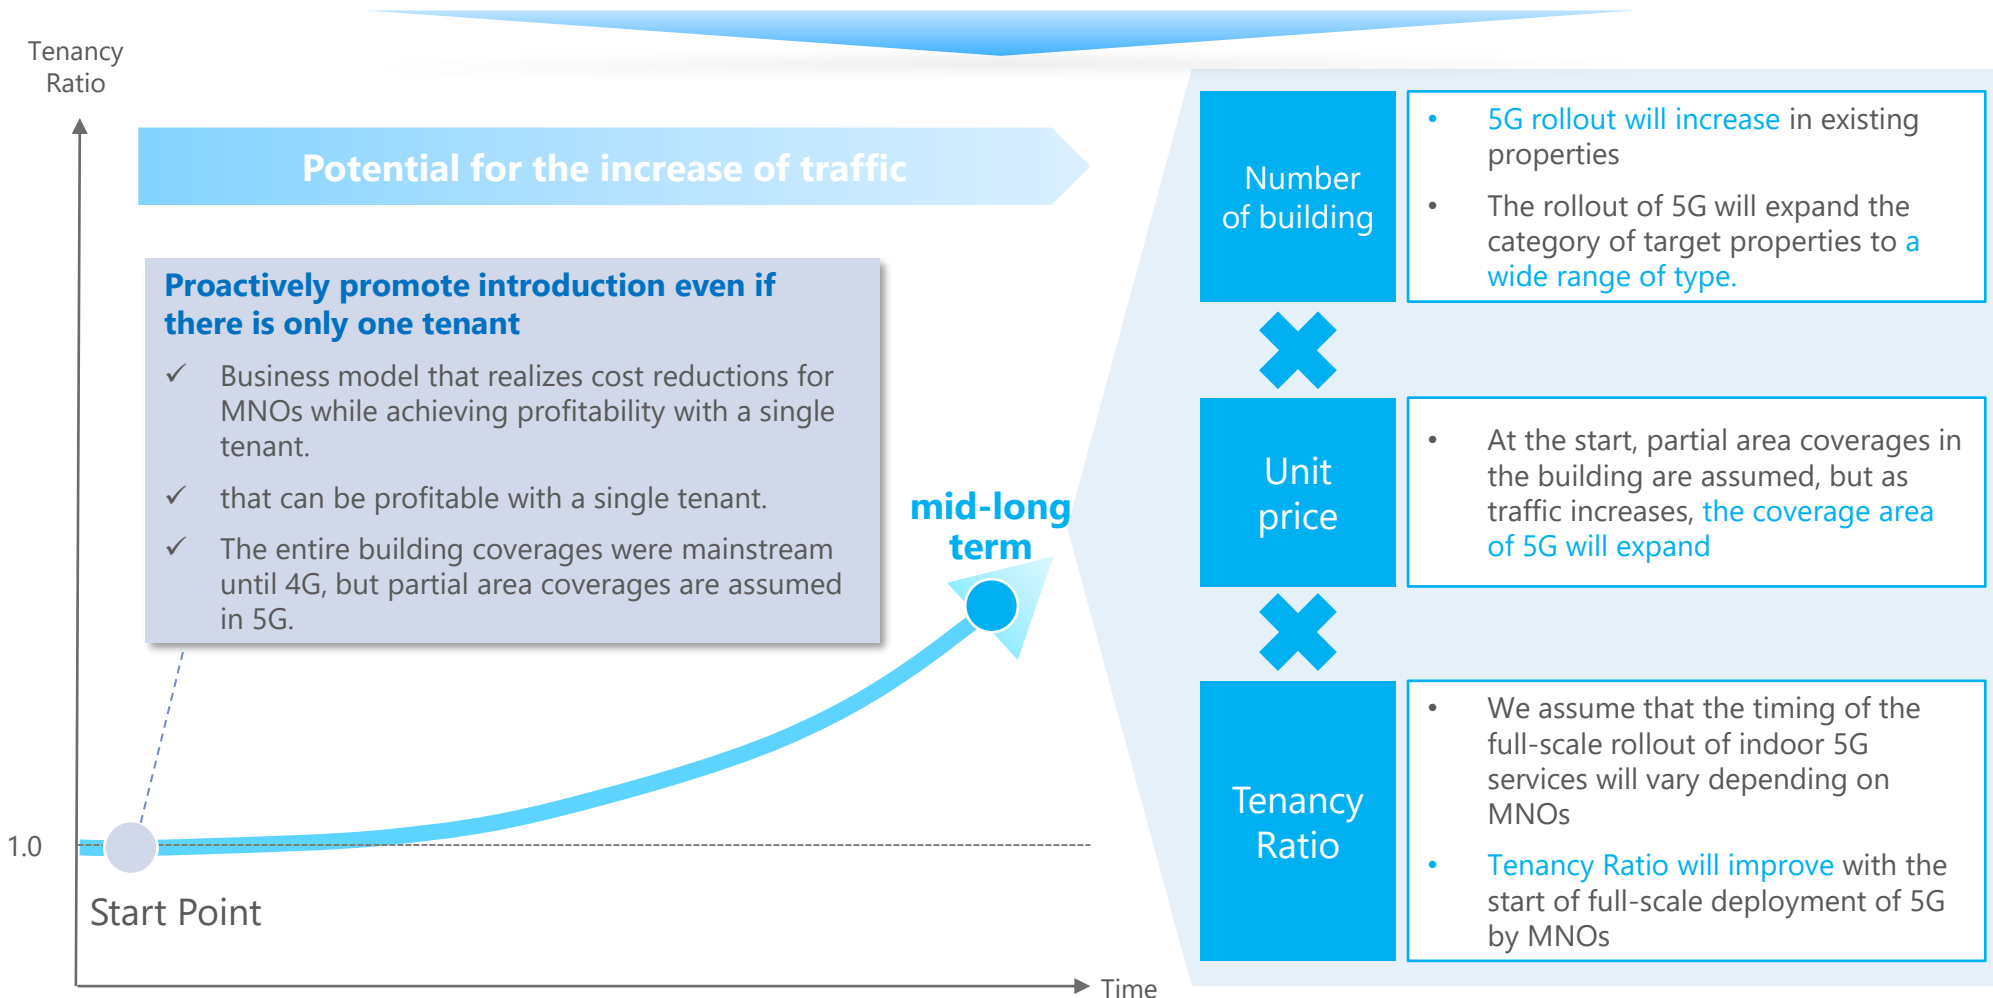 Tenancy
Ratio
Potential for the increase of traffic
Proactively promote introduction even if
there is only one tenant
✓ Business model that realizes cost reductions for
MNOs while achieving profitability with a single
tenant.
✓ that can be profitable with a single tenant.
✓ The entire building coverages were mainstream
until 4G, but partial area coverages are assumed
in 5G.
mid-long
term
1.0
Start Point
Time
Number
of building
• 5G rollout will increase in existing
properties
• The rollout of 5G will expand the
category of target properties to a
wide range of type.
Unit
price
• At the start, partial area coverages in
the building are assumed, but as
traffic increases, the coverage area
of 5G will expand
Tenancy
Ratio
• We assume that the timing of the
full-scale rollout of indoor 5G
services will vary depending on
MNOs
• Tenancy Ratio will improve with the
start of full-scale deployment of 5G
by MNOs